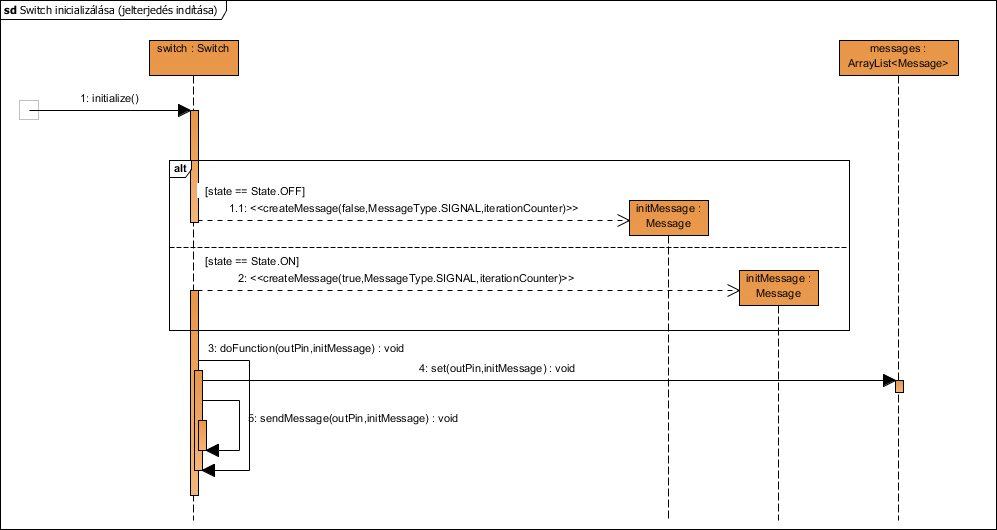 sd Switch inicializálása (jelterjedés indítása)
switch : Switch
messages :
ArrayList<Message>
1: initialize()
alt
[state == State.OFF]
1.1: <<createMessage(false,MessageType.SIGNAL,iterationCounter)>>
initMessage :
Message
[state == State.ON]
2: <<createMessage(true,MessageType.SIGNAL,iterationCounter)>>
initMessage :
Message
3: doFunction(outPin,initMessage) : void
4: set(outPin,initMessage) : void
5: sendMessage(outPin,initMessage) : void